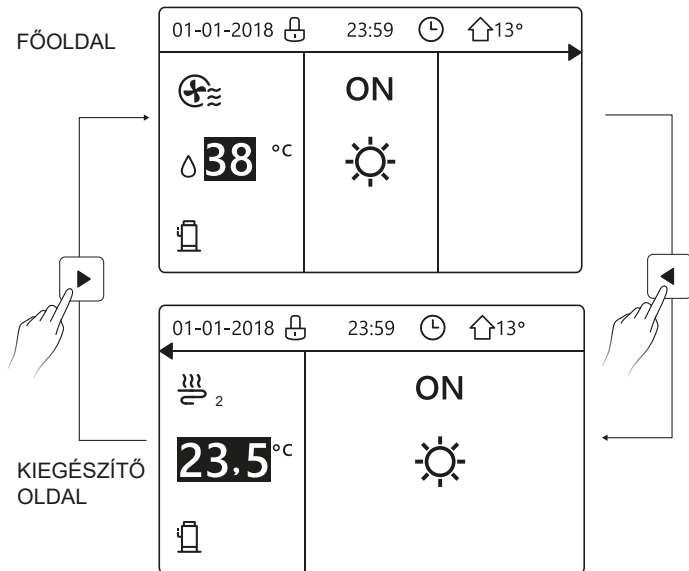 FŐOLDAL
01-01-2018 23:59 13°
ON
38 °C
01-01-2018 23:59 13°
2
ON
23,5 °C
KIEGÉSZÍTŐ
OLDAL